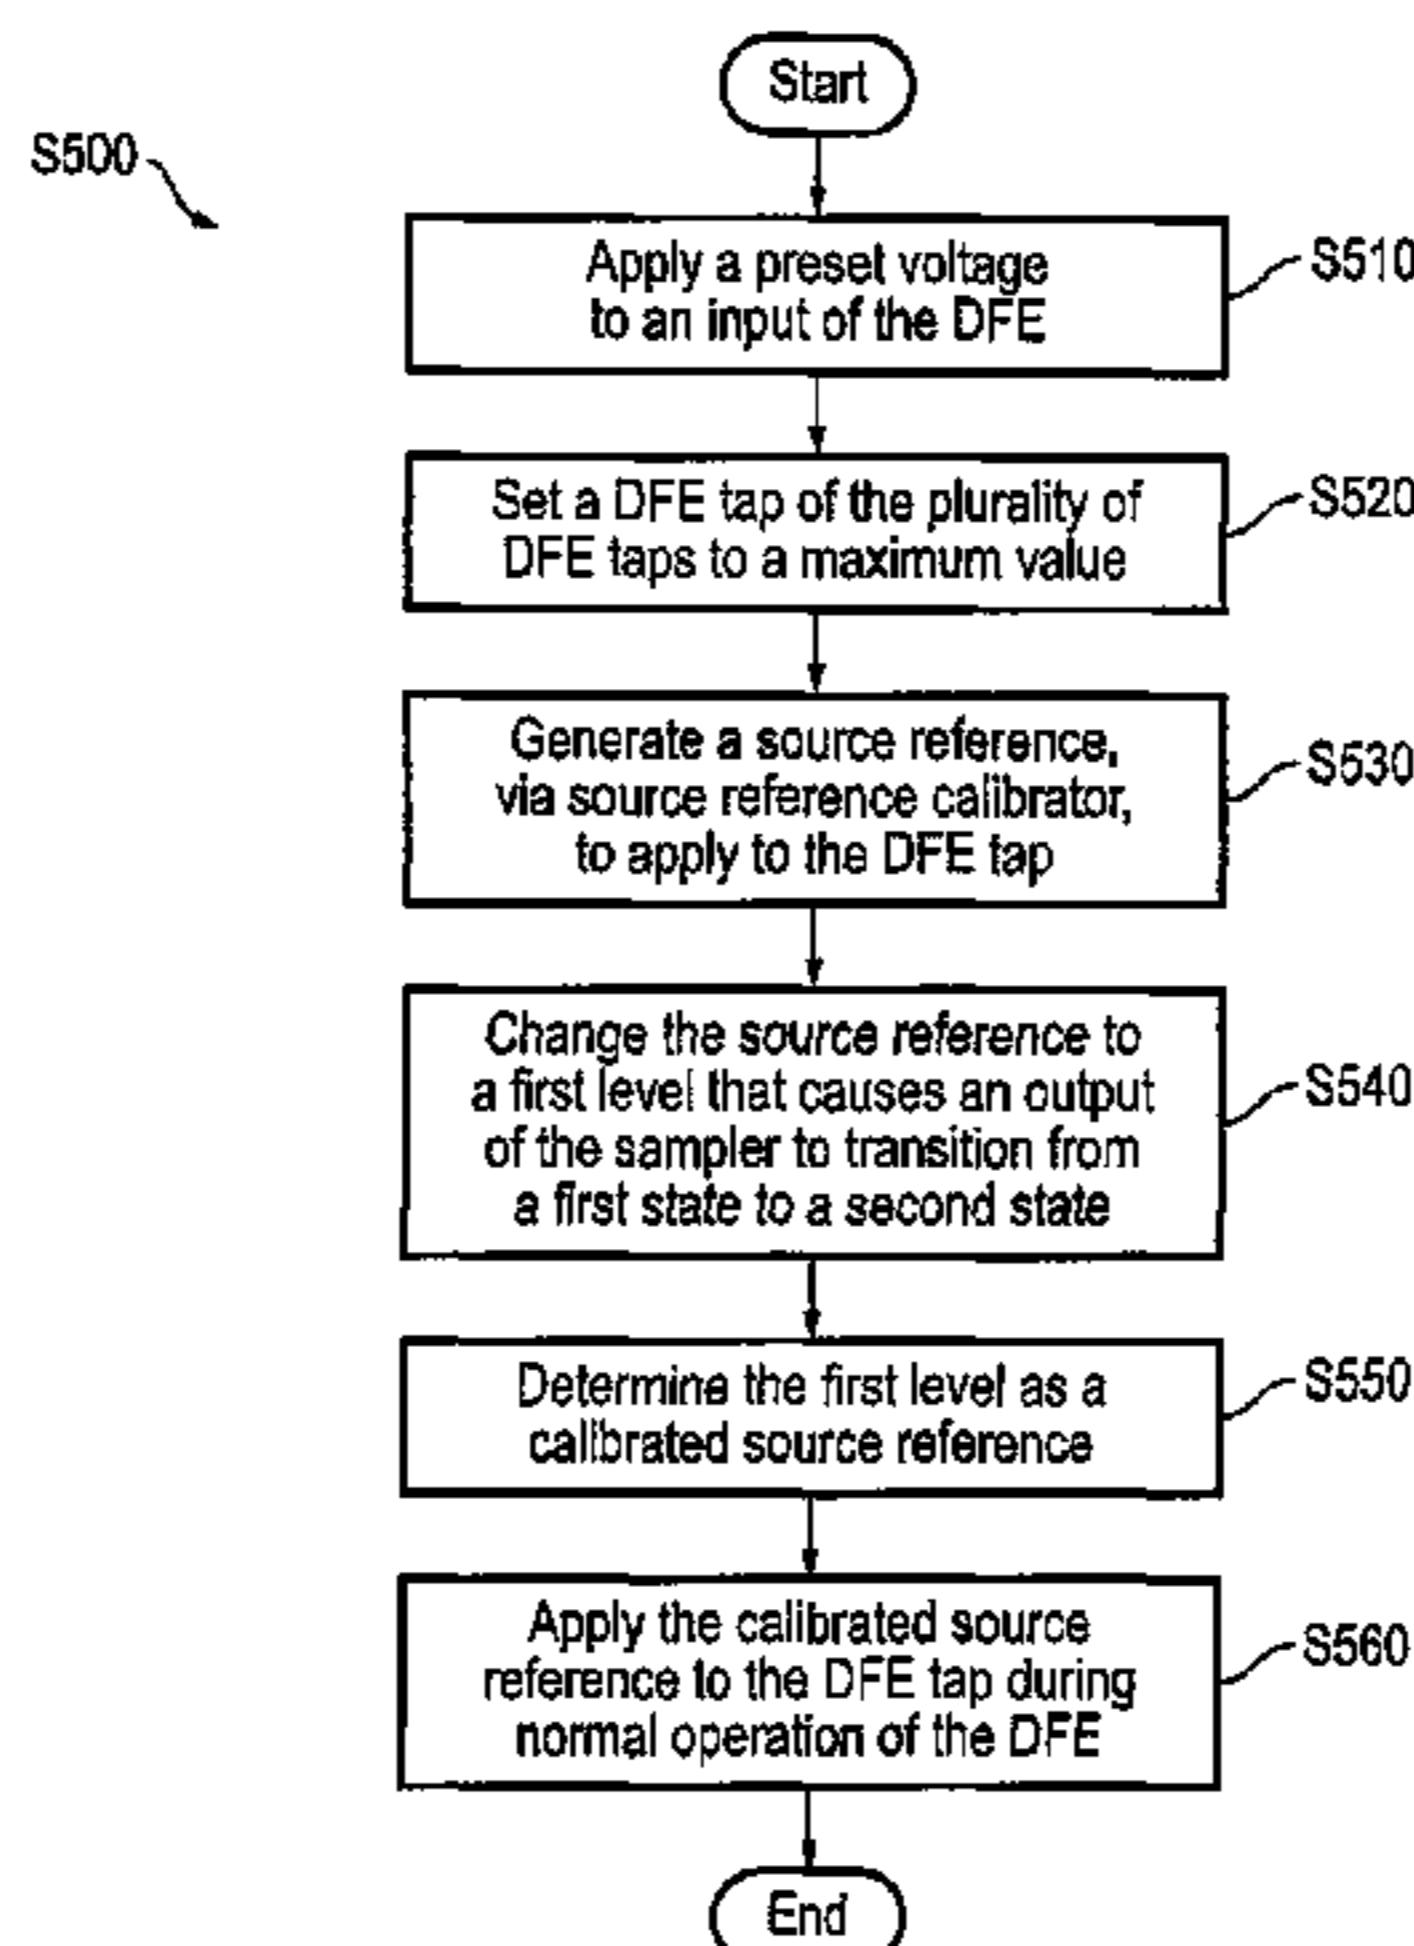 Start
S500
Apply a preset voltage
to an input of the DFE
S510
Set a DFE tap of the plurality of
DFE taps to a maximum value
S520
Generate a source reference,
via source reference calibrator,
to apply to the DFE tap
S530
Change the source reference to
a first level that causes an output
of the sampler to transition from
a first state to a second state
S540
Determine the first level as a
calibrated source reference
S550
Apply the calibrated source
reference to the DFE tap during
normal operation of the DFE
S560
End